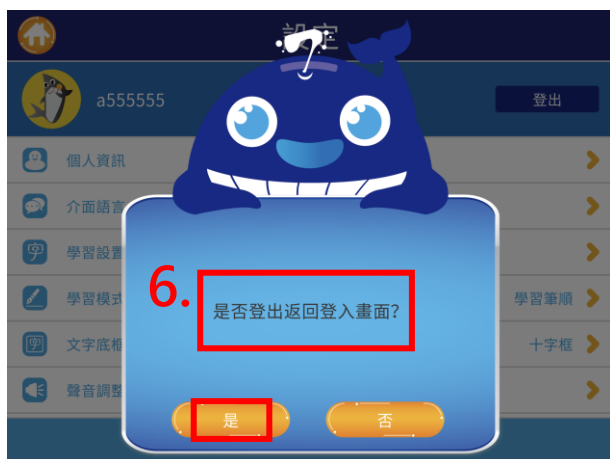 設定
a555555
登出
個人資訊
介面語言
學習設置
學習模式
學習筆順
文字底框
十字框
聲音調整
6.
是否登出返回登入畫面?
是
否